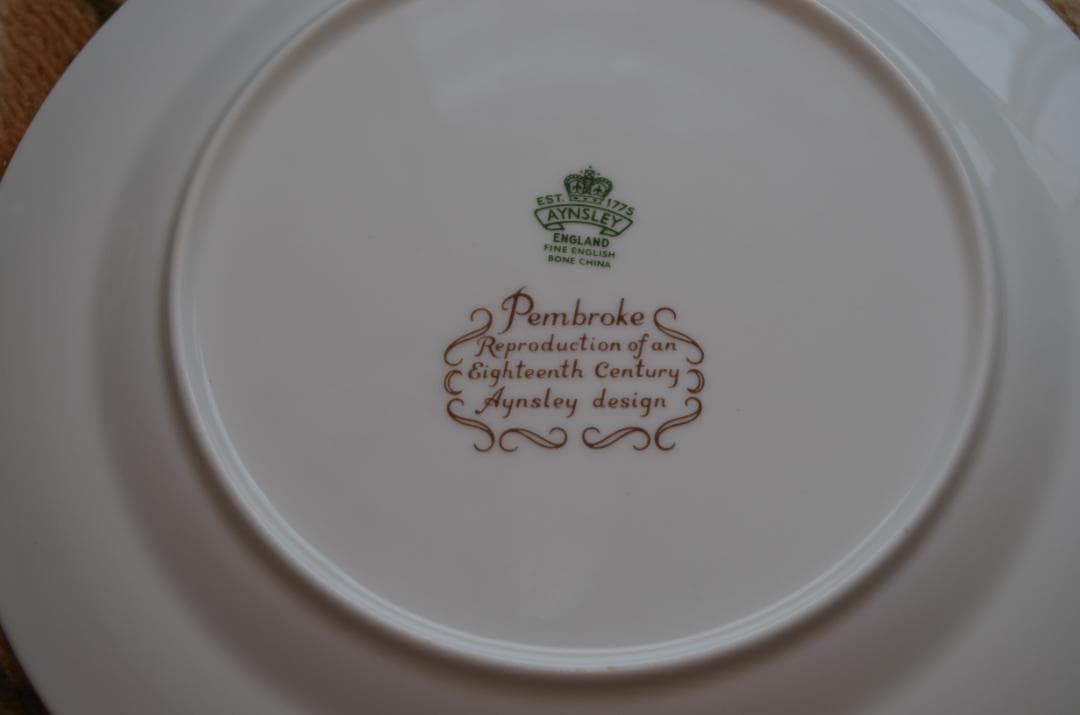 EST. 1775
AYNSLEY
ENGLAND
FINE ENGLISH
BONE CHINA
Pembroke
Reproduction of an
Eighteenth Century
Aynsley design